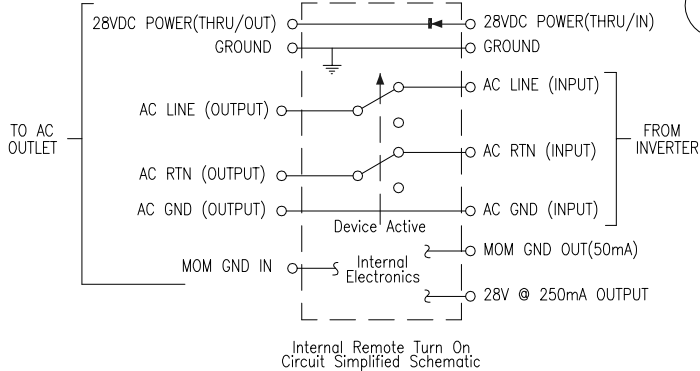 28VDC POWER(THRU/OUT)
28VDC POWER(THRU/IN)
GROUND
GROUND
AC LINE (OUTPUT)
AC LINE (INPUT)
TO AC
OUTLET
FROM
INVERTER
AC RTN (OUTPUT)
AC RTN (INPUT)
AC GND (OUTPUT)
AC GND (INPUT)
Device Active
MOM GND IN
Internal
Electronics
MOM GND OUT(50mA)
28V @ 250mA OUTPUT
Internal Remote Turn On
Circuit Simplified Schematic